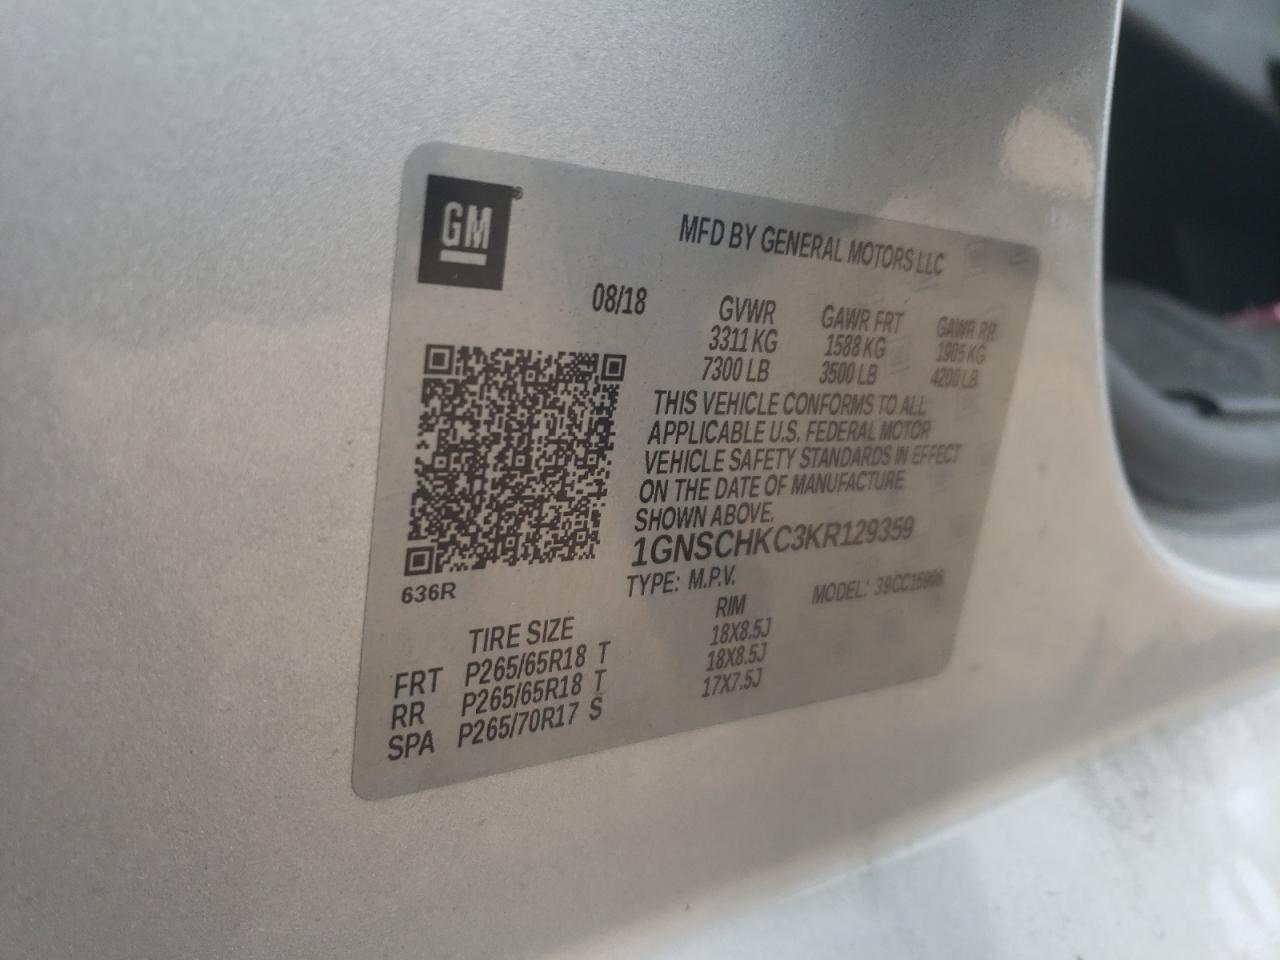 GM
MFD BY GENERAL MOTORS LLC
08/18
GVWR GAWR FRT GAWR RR
3311 KG 1588 KG 1905 KG
7300 LB 3500 LB 4200 LB
THIS VEHICLE CONFORMS TO ALL
APPLICABLE U.S. FEDERAL MOTOR
VEHICLE SAFETY STANDARDS IN EFFECT
ON THE DATE OF MANUFACTURE
SHOWN ABOVE.
1GNSCHKC3KR129359
636R
TYPE: M.P.V. MODEL:
TIRE SIZE RIM
FRT P265/65R18 T 18X8.5J
RR P265/65R18 T 18X8.5J
SPA P265/70R17 S 17X7.5J